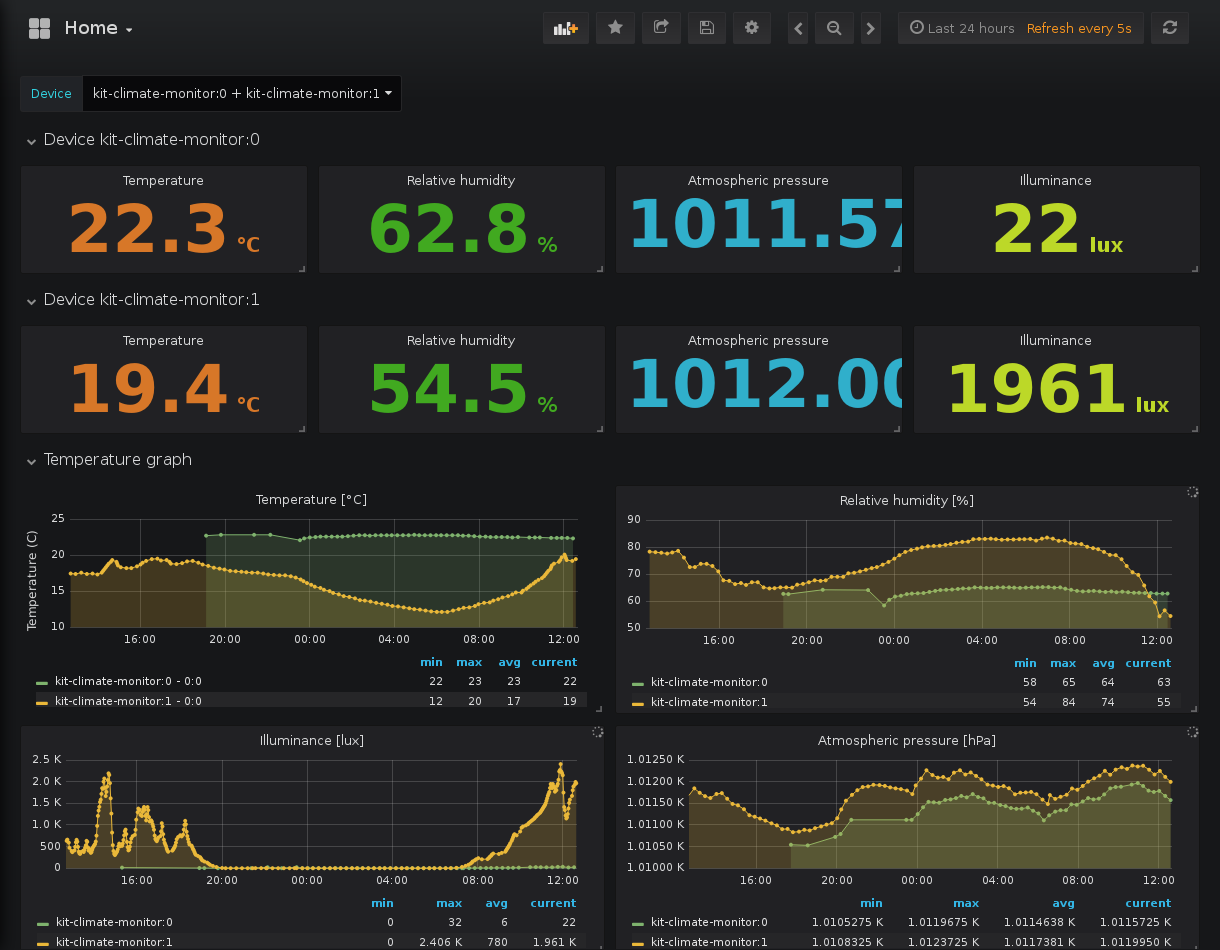 Home
Last 24 hours Refresh every 5s
Device kit-climate-monitor:0 + kit-climate-monitor:1
Device kit-climate-monitor:0
Temperature Relative humidity Atmospheric pressure Illuminance
22.3 °C 62.8 % 1011.57 22 lux
Device kit-climate-monitor:1
Temperature Relative humidity Atmospheric pressure Illuminance
19.4 °C 54.5 % 1012.00 1961 lux
Temperature graph
Temperature [°C]
Temperature (C)
25
20
15
10
16:00 20:00 00:00 04:00 08:00 12:00
min max avg current
kit-climate-monitor:0 - 0:0 22 23 23 22
kit-climate-monitor:1 - 0:0 12 20 17 19
Relative humidity [%]
90
80
70
60
50
16:00 20:00 00:00 04:00 08:00 12:00
min max avg current
kit-climate-monitor:0 58 65 64 63
kit-climate-monitor:1 54 84 74 55
Illuminance [lux]
2.5 K
2.0 K
1.5 K
1.0 K
500
0
16:00 20:00 00:00 04:00 08:00 12:00
min max avg current
kit-climate-monitor:0 0 32 6 22
kit-climate-monitor:1 0 2.406 K 780 1.961 K
Atmospheric pressure [hPa]
1.01250 K
1.01200 K
1.01150 K
1.01100 K
1.01050 K
1.01000 K
16:00 20:00 00:00 04:00 08:00 12:00
min max avg current
kit-climate-monitor:0 1.0105275 K 1.0119675 K 1.0114638 K 1.0115725 K
kit-climate-monitor:1 1.0108325 K 1.0123725 K 1.0117381 K 1.0119950 K